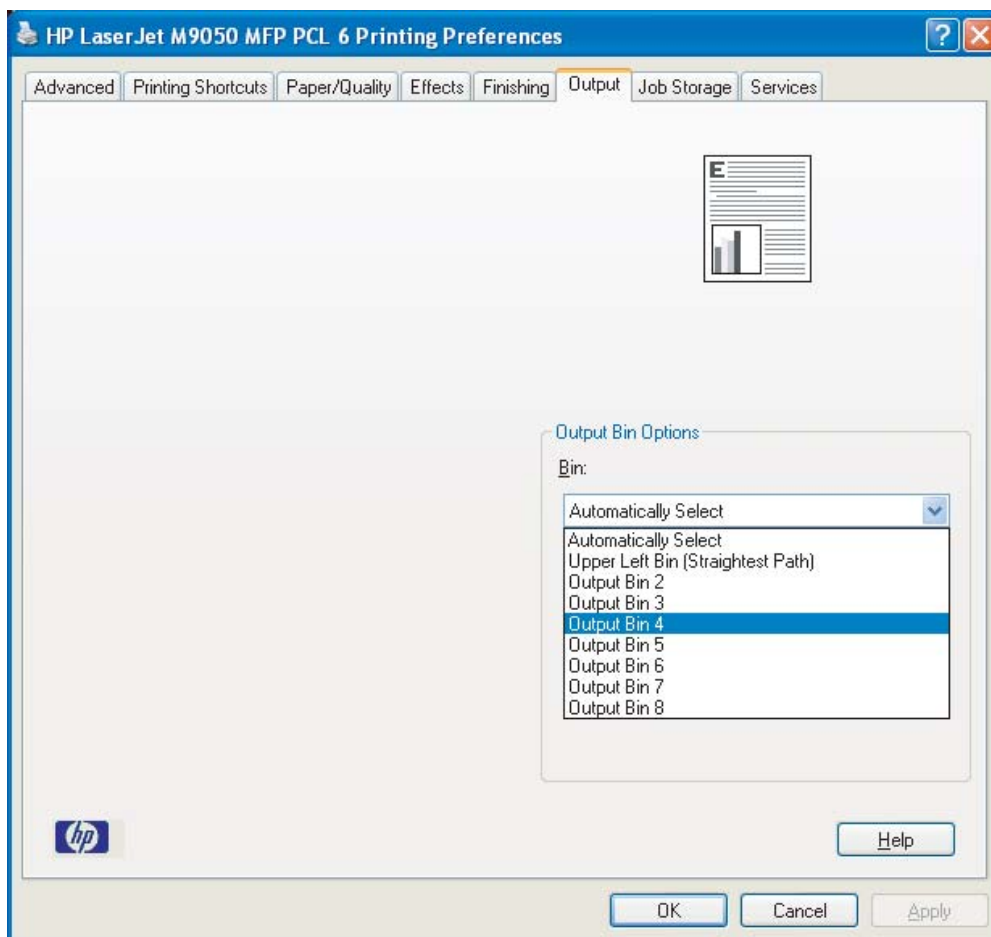 HP LaserJet M9050 MFP PCL 6 Printing Preferences
Advanced Printing Shortcuts Paper/Quality Effects Finishing Output Job Storage Services
E
Output Bin Options
Bin:
Automatically Select
Automatically Select
Upper Left Bin (Straightest Path)
Output Bin 2
Output Bin 3
Output Bin 4
Output Bin 5
Output Bin 6
Output Bin 7
Output Bin 8
hp
Help
OK Cancel Apply